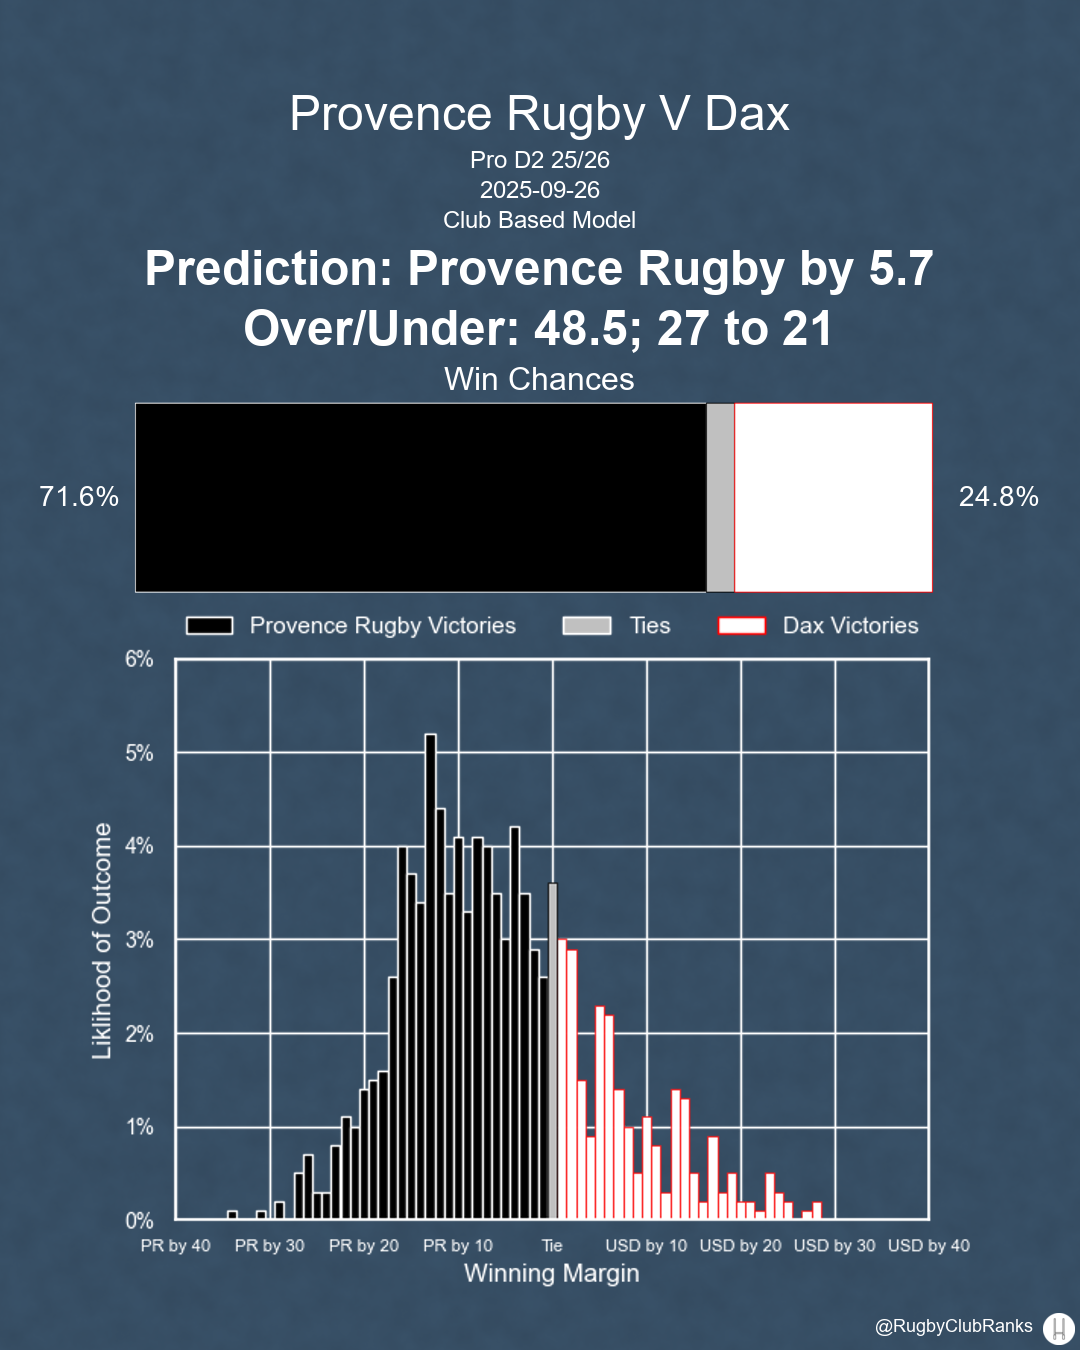 Provence Rugby V Dax
Pro D2 25/26
2025-09-26
Club Based Model
Prediction: Provence Rugby by 5.7
Over/Under: 48.5; 27 to 21
Win Chances
71.6%
24.8%
Provence Rugby Victories
Ties
Dax Victories
6%
5%
4%
3%
2%
1%
0%
Liklihood of Outcome
PR by 40
PR by 30
PR by 20
PR by 10
Tie
USD by 10
USD by 20
USD by 30
USD by 40
Winning Margin
@RugbyClubRanks